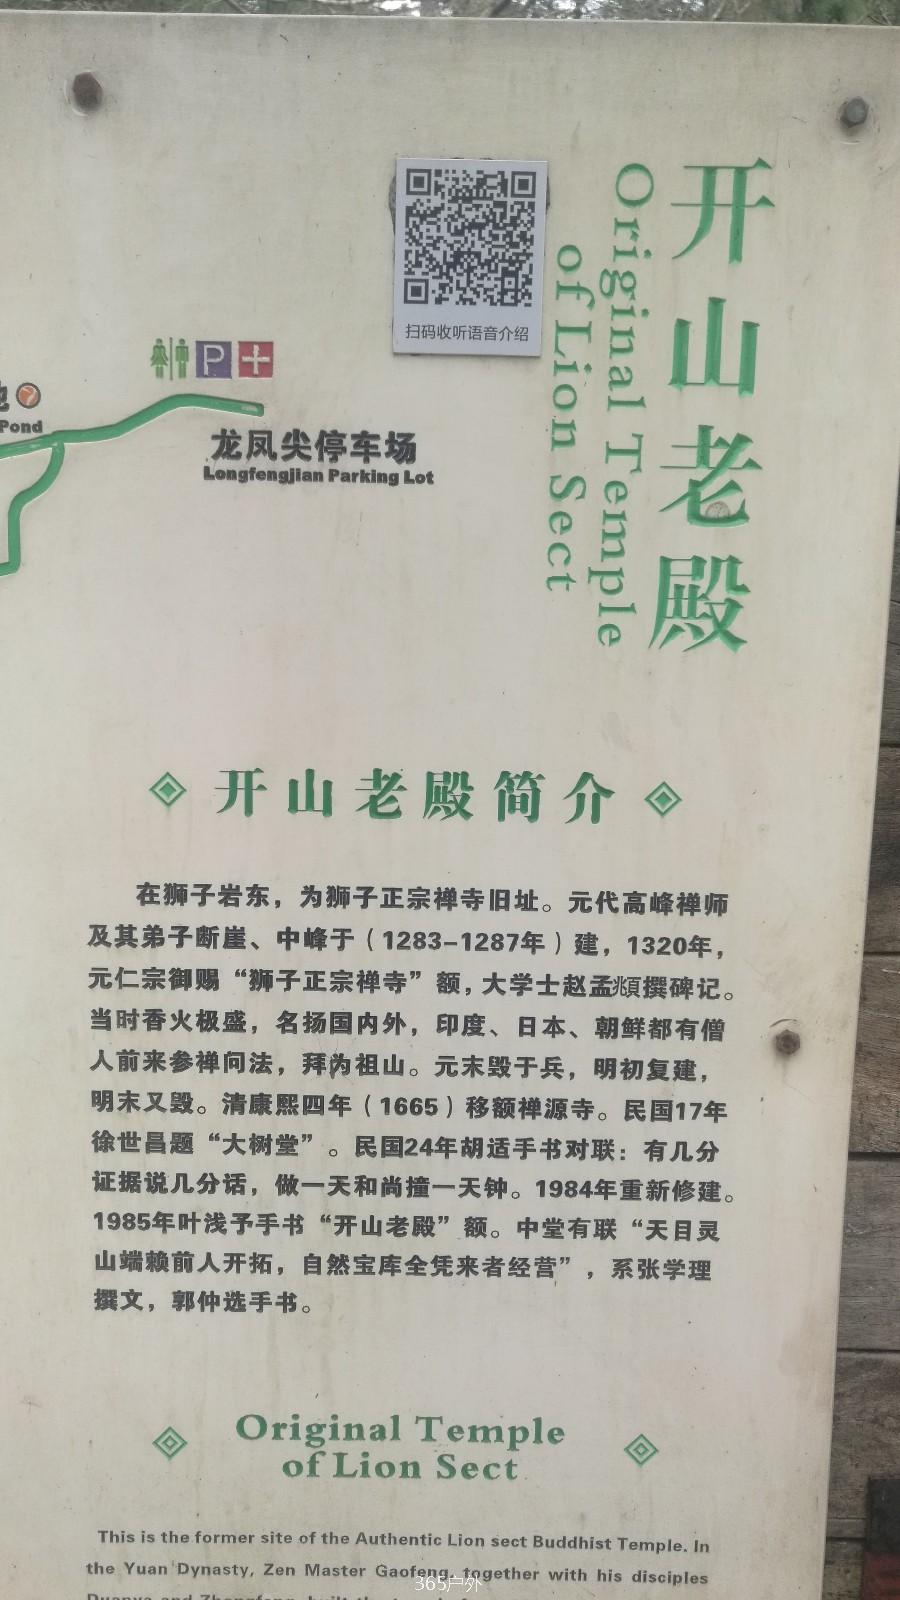 开山老殿
Original Temple
of Lion Sect
扫码收听语音介绍
P
7
Pond
龙凤尖停车场
Longfengjian Parking Lot
开山老殿简介
在狮子岩东，为狮子正宗禅寺旧址。元代高峰禅师
及其弟子断崖、中峰于（1283-1287年）建，1320年，
元仁宗御赐“狮子正宗禅寺”额，大学士赵孟頫撰碑记。
当时香火极盛，名扬国内外，印度、日本、朝鲜都有僧
人前来参禅问法，拜为祖山。元末毁于兵，明初复建，
明末又毁。清康熙四年（1665）移额禅源寺。民国17年
徐世昌题“大树堂”。民国24年胡适手书对联：有几分
证据说几分话，做一天和尚撞一天钟。1984年重新修建。
1985年叶浅予手书“开山老殿”额。中堂有联“天目灵
山端赖前人开拓，自然宝库全凭来者经营”，系张学理
撰文，郭仲选手书。
Original Temple
of Lion Sect
This is the former site of the Authentic Lion sect Buddhist Temple. In
the Yuan Dynasty, Zen Master Gaofeng, together with his disciples
365户外